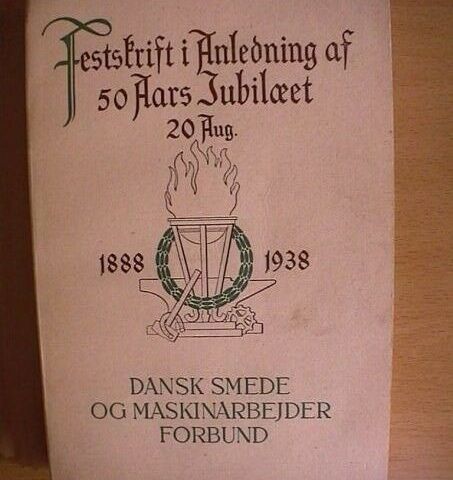 Festskrift i Anledning af
50 Aars Jubilæet
20 Aug.
1888 1938
DANSK SMEDE
OG MASKINARBEJDER
FORBUND